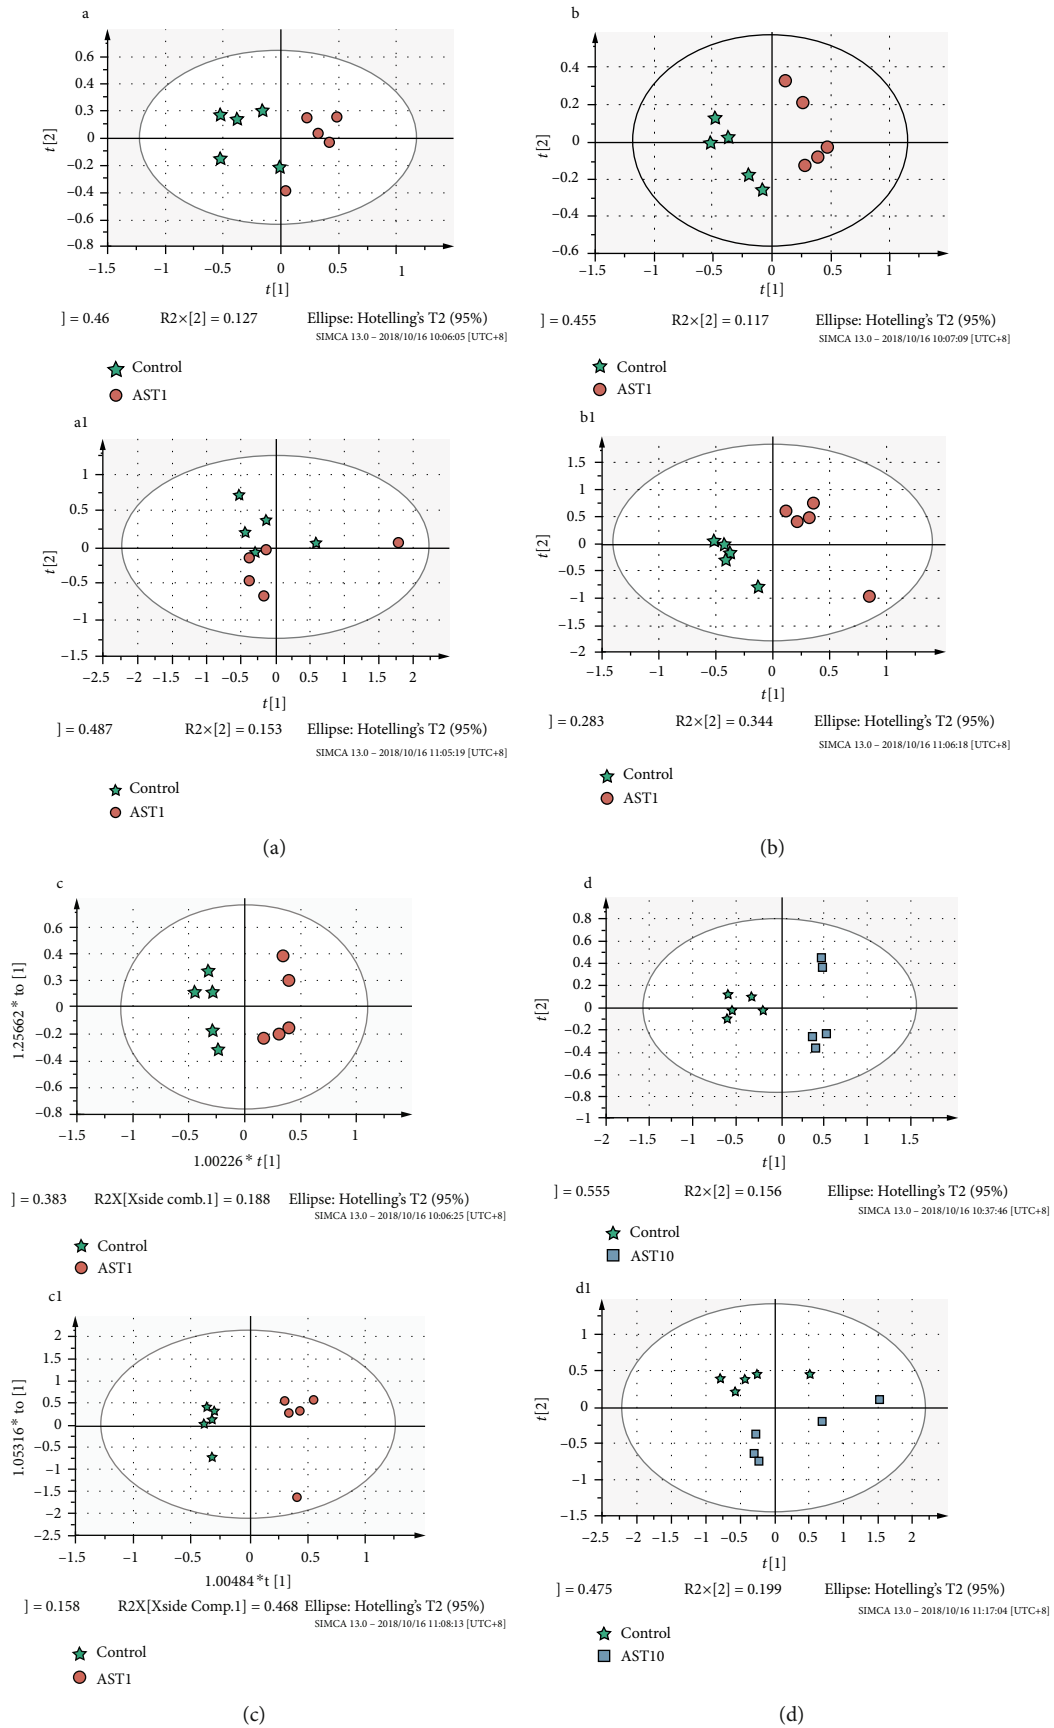 a
0.6
0.4
0.3
0
−0.2
−0.4
−0.6
−0.8
t[2]
−1.5 −1 −0.5 0 0.5 1
t[1]
] = 0.46 R2×[2] = 0.127 Ellipse: Hotelling's T2 (95%)
SIMCA 13.0 – 2018/10/16 10:06:05 [UTC+8]
Control
AST1
a1
1
0.5
0
−0.5
−1
−1.5
t[2]
−2.5 −2 −1.5 −1 −0.5 0 0.5 1 1.5 2
t[1]
] = 0.487 R2×[2] = 0.153 Ellipse: Hotelling's T2 (95%)
SIMCA 13.0 – 2018/10/16 11:05:19 [UTC+8]
Control
AST1
(a)
b
0.4
0.2
0
−0.2
−0.4
−0.6
t[2]
−1.5 −1 −0.5 0 0.5 1
t[1]
] = 0.455 R2×[2] = 0.117 Ellipse: Hotelling's T2 (95%)
SIMCA 13.0 – 2018/10/16 10:07:09 [UTC+8]
Control
AST1
b1
1.5
1
0.5
0
−0.5
−1
−1.5
−2
t[2]
−1.5 −1 −0.5 0 0.5 1
t[1]
] = 0.283 R2×[2] = 0.344 Ellipse: Hotelling's T2 (95%)
SIMCA 13.0 – 2018/10/16 11:06:18 [UTC+8]
Control
AST1
(b)
c
0.6
0.4
0.3
0
−0.2
−0.4
−0.6
−0.8
1.25662* to [1]
−1.5 −1 −0.5 0 0.5 1
1.00226* t[1]
] = 0.383 R2X[Xside comb.1] = 0.188 Ellipse: Hotelling's T2 (95%)
SIMCA 13.0 – 2018/10/16 10:06:25 [UTC+8]
Control
AST1
c1
2
1.5
1
0.5
0
−0.5
−1
−1.5
−2
−2.5
1.05316* to [1]
−1.5 −1 −0.5 0 0.5 1
1.00484*t [1]
] = 0.158 R2X[Xside Comp.1] = 0.468 Ellipse: Hotelling's T2 (95%)
SIMCA 13.0 – 2018/10/16 11:08:13 [UTC+8]
Control
AST1
(c)
d
0.8
0.6
0.4
0.2
0
−0.2
−0.4
−0.6
−0.8
−1
t[2]
−2 −1.5 −1 −0.5 0 0.5 1 1.5
t[1]
] = 0.555 R2×[2] = 0.156 Ellipse: Hotelling's T2 (95%)
SIMCA 13.0 – 2018/10/16 10:37:46 [UTC+8]
Control
AST10
d1
1
0.5
0
−0.5
−1
−1.5
t[2]
−2.5 −2 −1.5 −1 −0.5 0 0.5 1 1.5 2
t[1]
] = 0.475 R2×[2] = 0.199 Ellipse: Hotelling's T2 (95%)
SIMCA 13.0 – 2018/10/16 11:17:04 [UTC+8]
Control
AST10
(d)